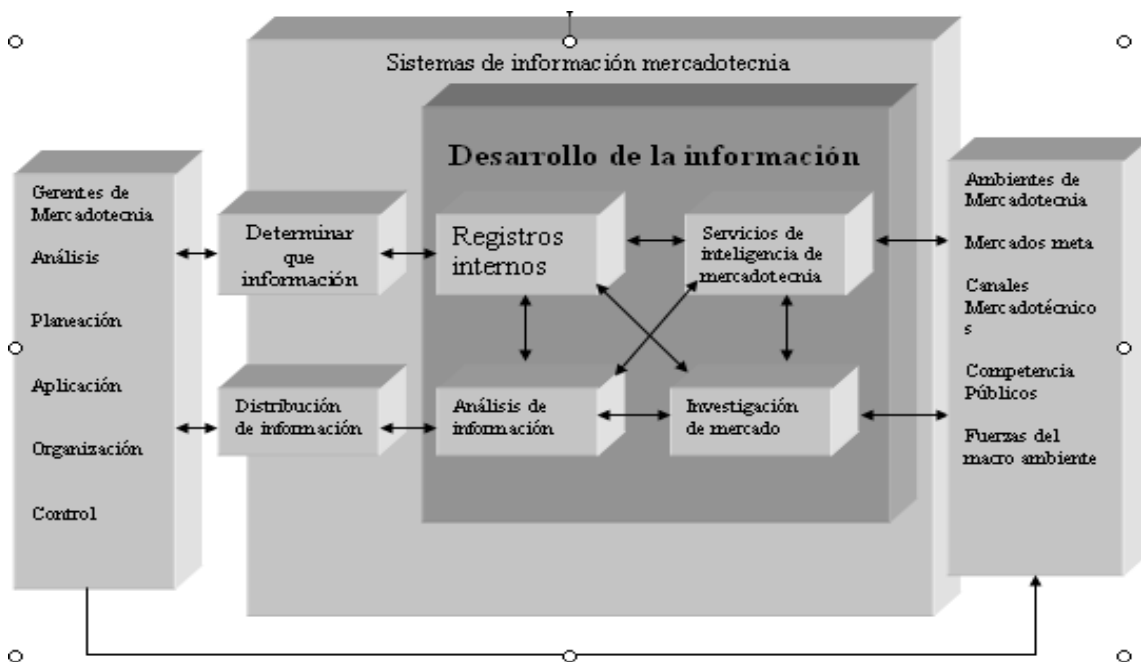 Sistemas de información mercadotecnia
Desarrollo de la información
Gerentes de
Mercadotecnia
Análisis
Planeación
Aplicación
Organización
Control
Determinar
que
información
Distribución
de información
Registros
internos
Servicios de
inteligencia de
mercadotecnia
Análisis de
información
Investigación
de mercado
Ambientes de
Mercadotecnia
Mercados meta
Canales
Mercadotécnico
s
Competencia
Públicos
Fuerzas del
macro ambiente